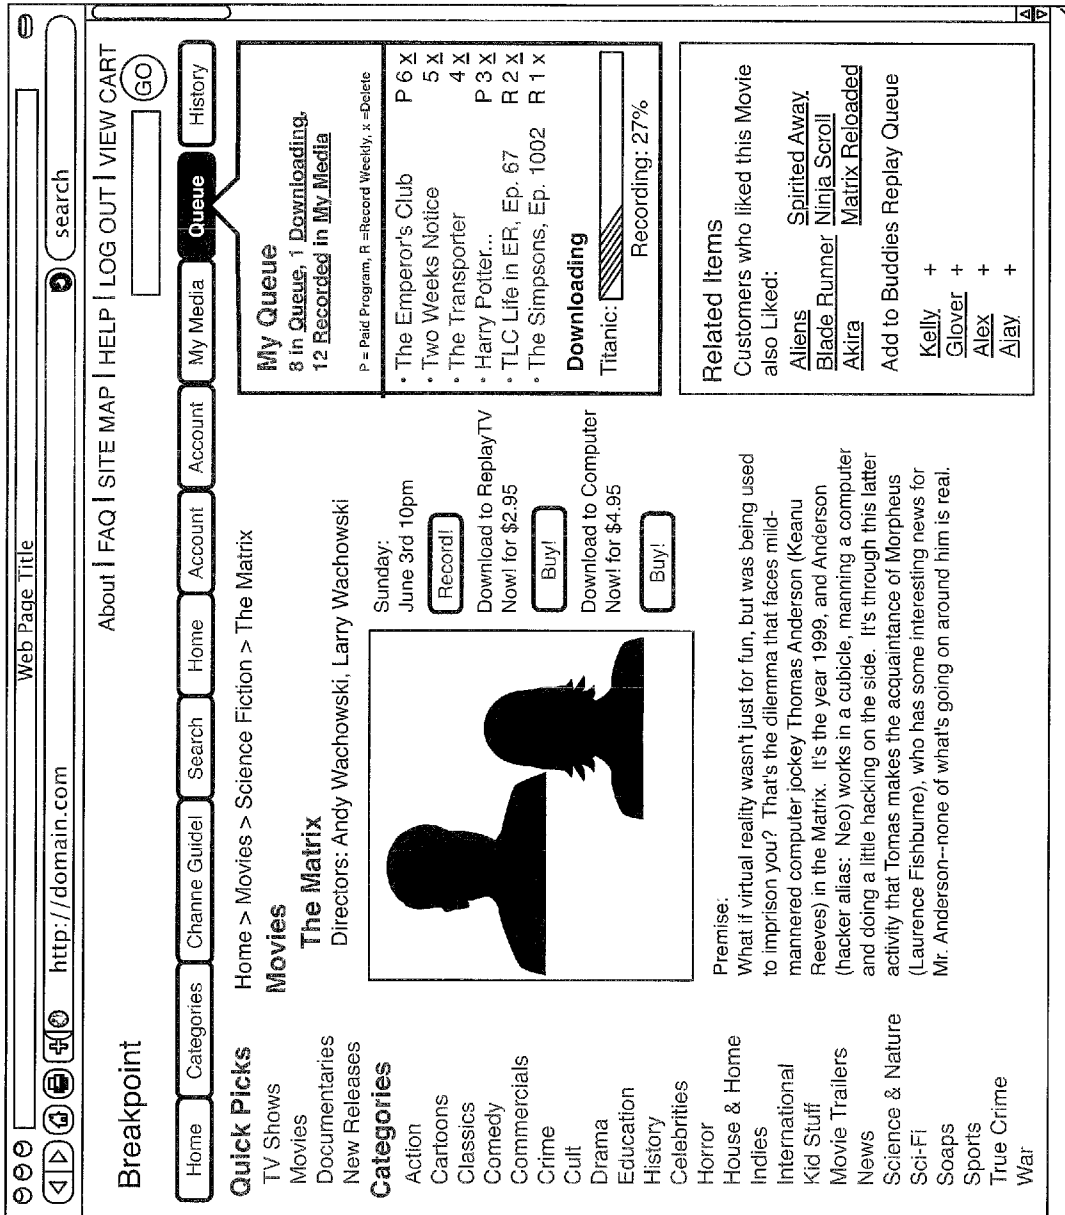 Web Page Title
http://domain.com
search
About | FAQ | SITE MAP | HELP | LOG OUT | VIEW CART
Breakpoint
GO
Home
Categories
Channe Guidel
Search
Home
Account
Account
My Media
Queue
History
Quick Picks
TV Shows
Movies
Documentaries
New Releases
Categories
Action
Cartoons
Classics
Comedy
Commercials
Crime
Cult
Drama
Education
History
Celebrities
Horror
House & Home
Indies
International
Kid Stuff
Movie Trailers
News
Science & Nature
Sci-Fi
Soaps
Sports
True Crime
War
Home > Movies > Science Fiction > The Matrix
Movies
The Matrix
Directors: Andy Wachowski, Larry Wachowski
Sunday:
June 3rd 10pm
Record!
Download to ReplayTV
Now! for $2.95
Buy!
Download to Computer
Now! for $4.95
Buy!
Premise:
What if virtual reality wasn't just for fun, but was being used
to imprison you? That's the dilemma that faces mid-
mannered computer jockey Thomas Anderson (Keanu
Reeves) in the Matrix. It's the year 1999, and Anderson
(hacker alias: Neo) works in a cubicle, manning a computer
and doing a little hacking on the side. It's through this latter
activity that Tomas makes the acquaintance of Morpheus
(Laurence Fishburne), who has some interesting news for
Mr. Anderson--none of what's going on around him is real.
My Queue
8 in Queue, 1 Downloading,
12 Recorded in My Media
P = Paid Program, R =Record Weekly, x =Delete
• The Emperor's Club P 6 x
• Two Weeks Notice 5 x
• The Transporter 4 x
• Harry Potter... P 3 x
• TLC Life in ER, Ep. 67 R 2 x
• The Simpsons, Ep. 1002 R 1 x
Downloading
Titanic:
Recording: 27%
Related Items
Customers who liked this Movie
also Liked:
Aliens Spirited Away
Blade Runner Ninja Scroll
Akira Matrix Reloaded
Add to Buddies Replay Queue
Kelly +
Glover +
Alex +
Ajay +